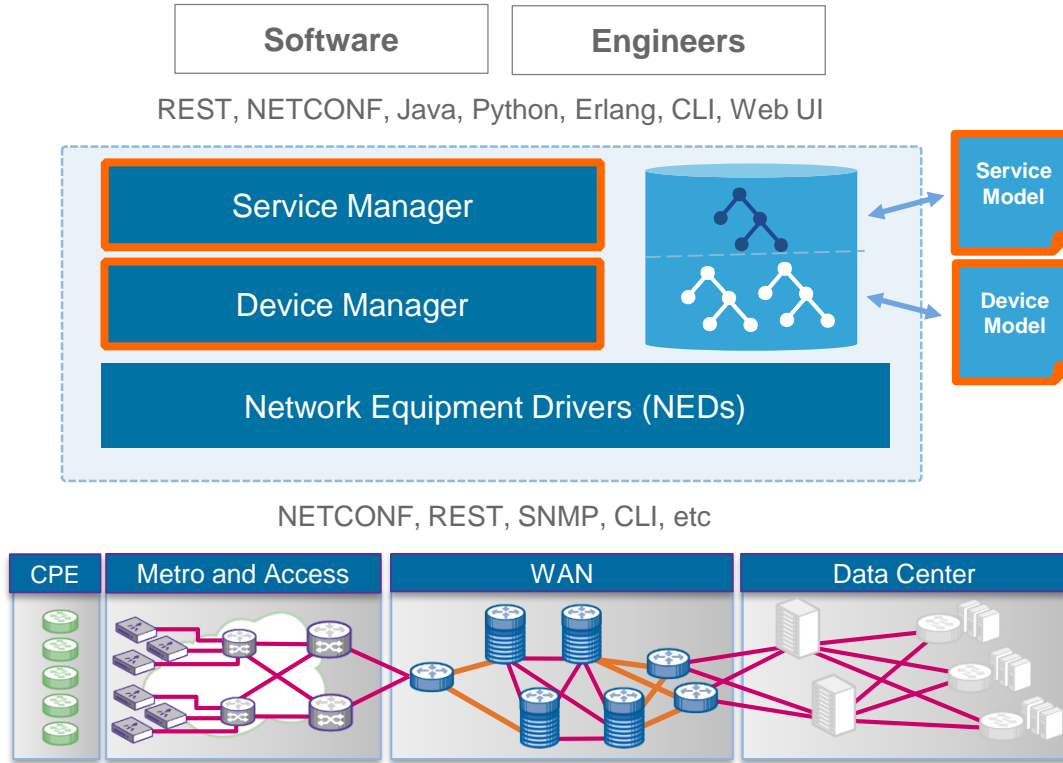 Software
Engineers
REST, NETCONF, Java, Python, Erlang, CLI, Web UI
Service Manager
Service
Model
Device Manager
Device
Model
Network Equipment Drivers (NEDs)
NETCONF, REST, SNMP, CLI, etc
CPE
Metro and Access
WAN
Data Center